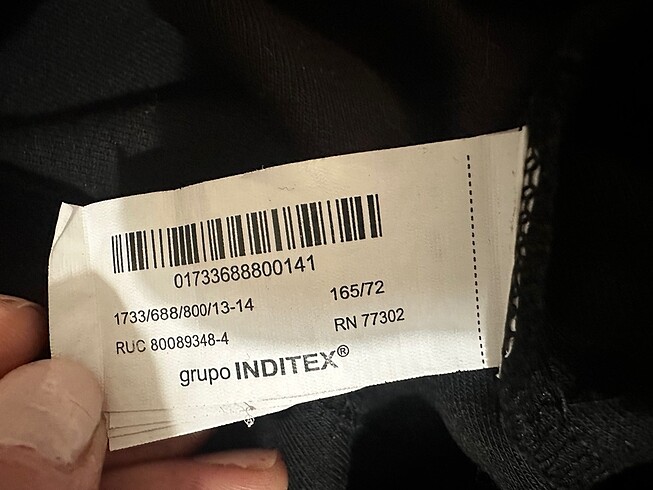 01733688800141
1733/688/800/13-14 165/72
RUC 80089348-4 RN 77302
grupo INDITEX®